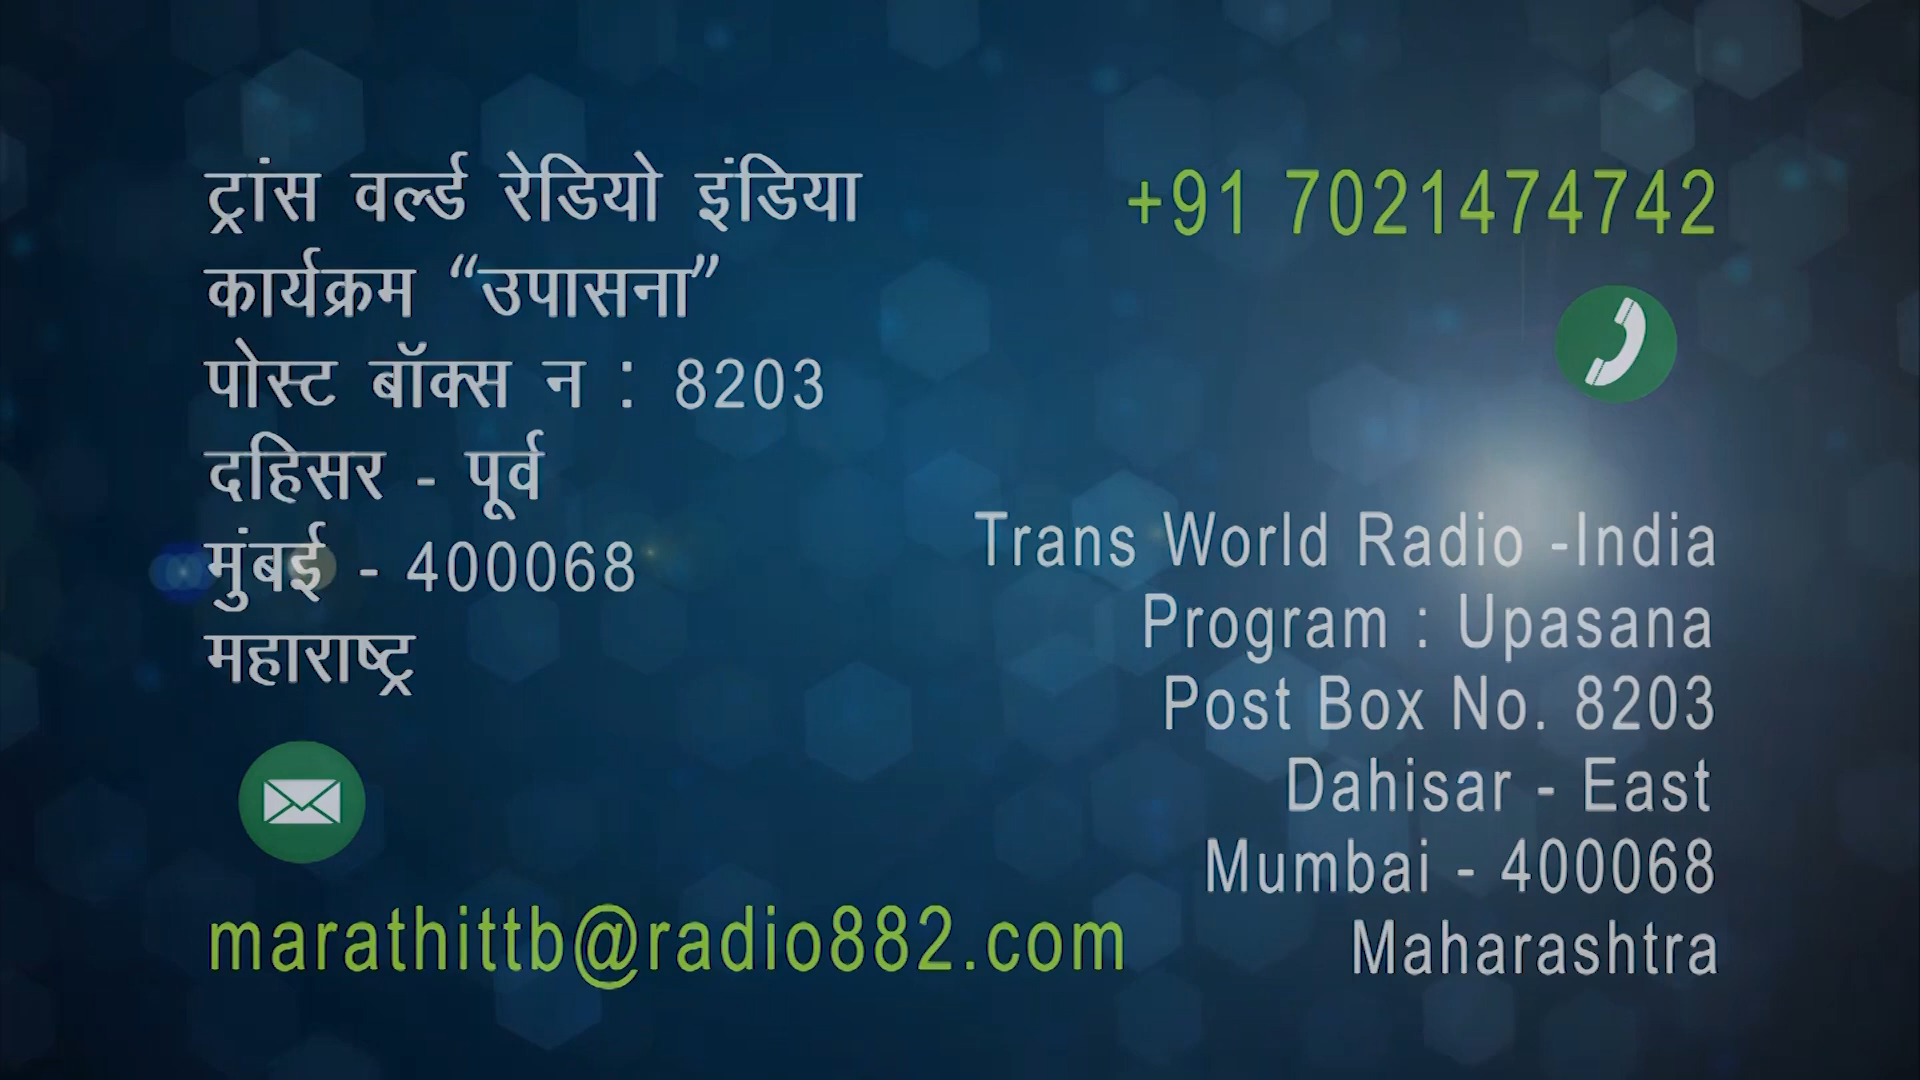 ट्रांस वर्ल्ड रेडियो इंडिया
कार्यक्रम “उपासना”
पोस्ट बॉक्स न : 8203
दहिसर - पूर्व
मुंबई - 400068
महाराष्ट्र
marathittb@radio882.com
+91 7021474742
Trans World Radio -India
Program : Upasana
Post Box No. 8203
Dahisar - East
Mumbai - 400068
Maharashtra